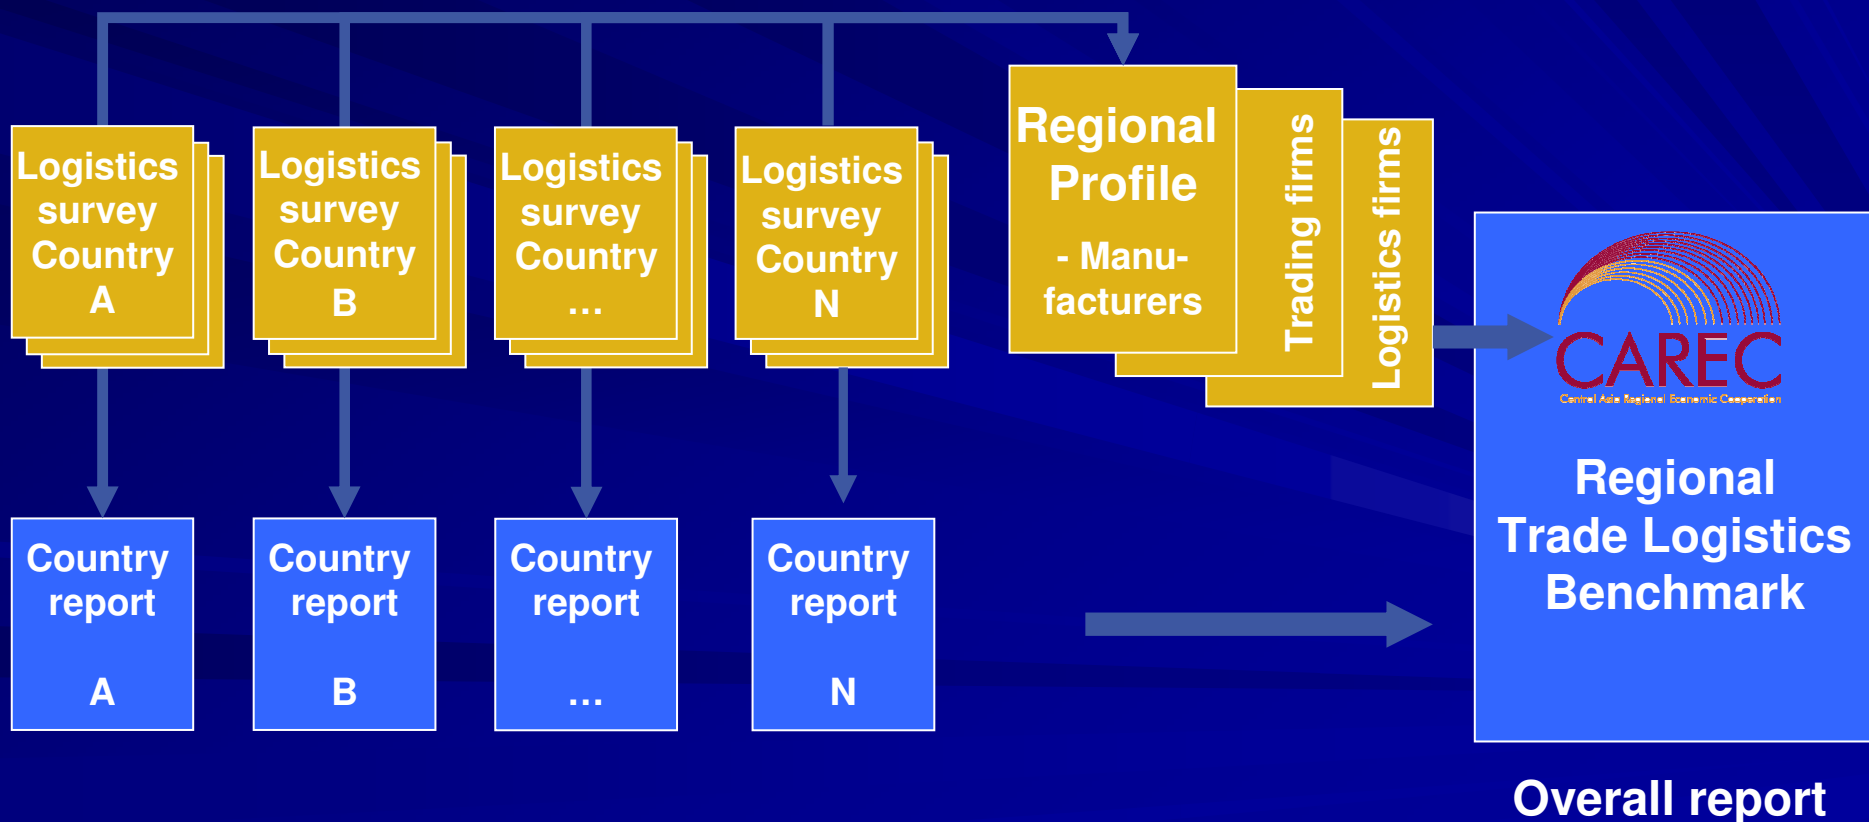 Logistics
survey
Country
A
Logistics
survey
Country
B
Logistics
survey
Country
…
Logistics
survey
Country
N
Regional
Profile
- Manu-
facturers
Trading firms
Logistics firms
CAREC
Central Asia Regional Economic Cooperation
Regional
Trade Logistics
Benchmark
Country
report
A
Country
report
B
Country
report
…
Country
report
N
Overall report